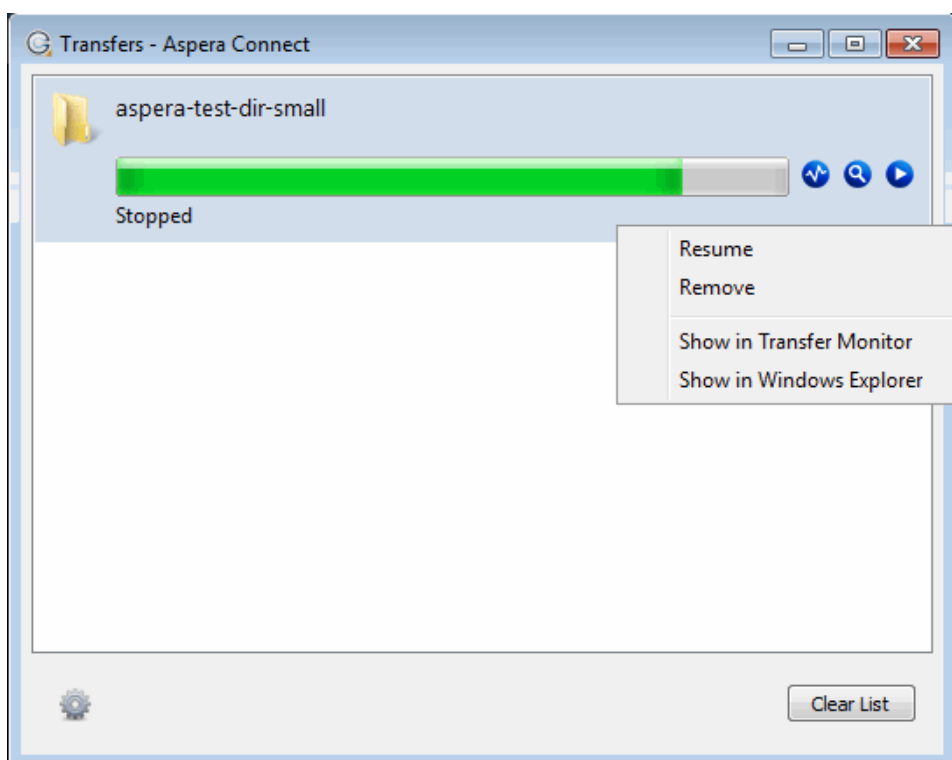 Transfers - Aspera Connect
aspera-test-dir-small
Stopped
Resume
Remove
Show in Transfer Monitor
Show in Windows Explorer
Clear List